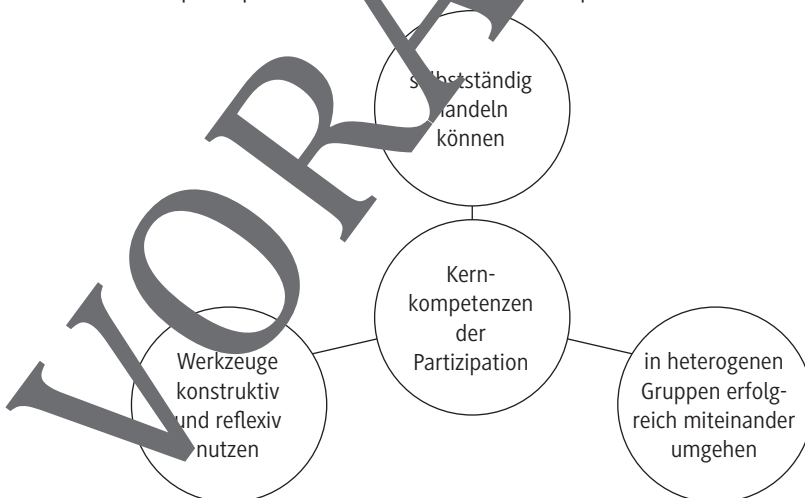 selbstständig
handeln
können
Kern-
kompetenzen
der
Partizipation
Werkzeuge
konstruktiv
und reflexiv
nutzen
in heterogenen
Gruppen erfolg-
reich miteinander
umgehen
VORA